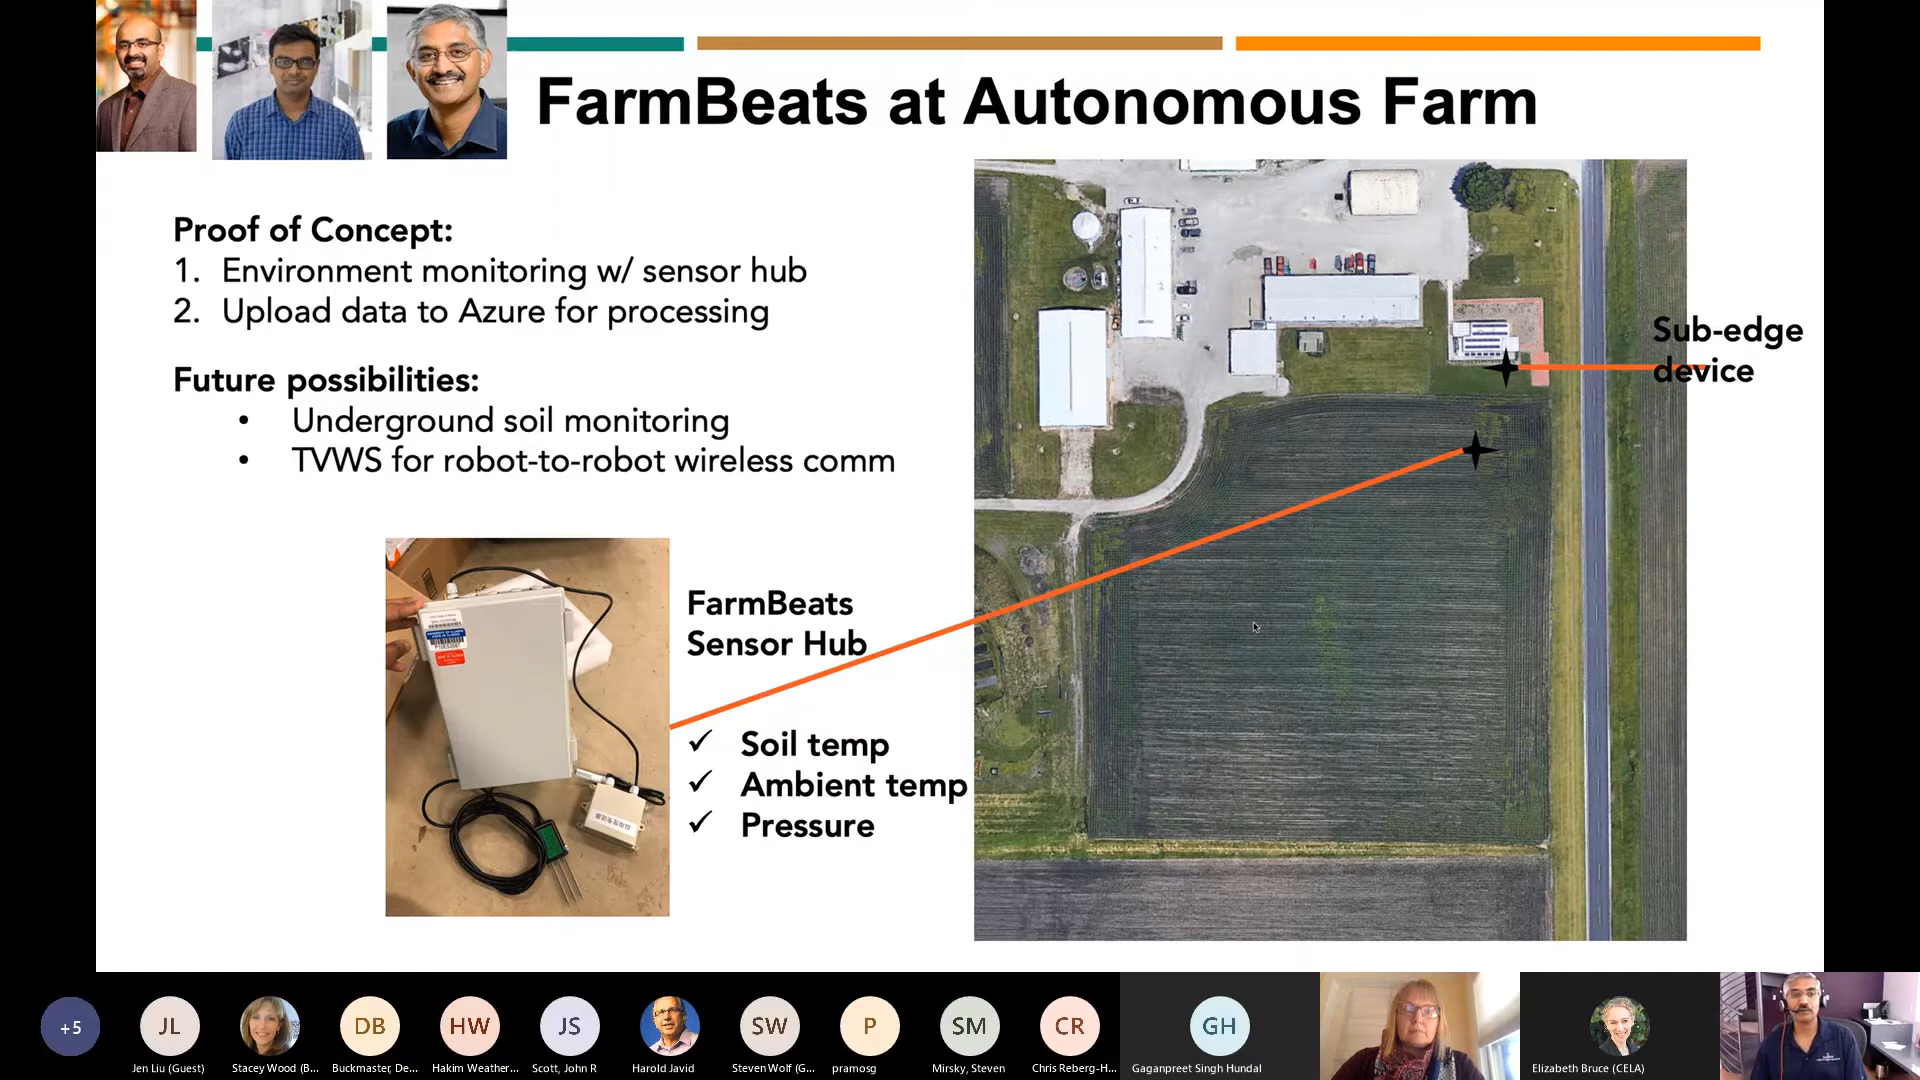 FarmBeats at Autonomous Farm
Proof of Concept:
1. Environment monitoring w/ sensor hub
2. Upload data to Azure for processing
Future possibilities:
• Underground soil monitoring
• TVWS for robot-to-robot wireless comm
Sub-edge
device
FarmBeats
Sensor Hub
✓ Soil temp
✓ Ambient temp
✓ Pressure
+5
JL
DB
HW
JS
SW
P
SM
CR
GH
Jen Liu (Guest)
Stacey Wood (B...
Buckmaster, De...
Hakim Weather...
Scott, John R
Harold Javid
Steven Wolf (G...
pramosg
Mirsky, Steven
Chris Reberg-H...
Gaganpreet Singh Hundal
Elizabeth Bruce (CELA)